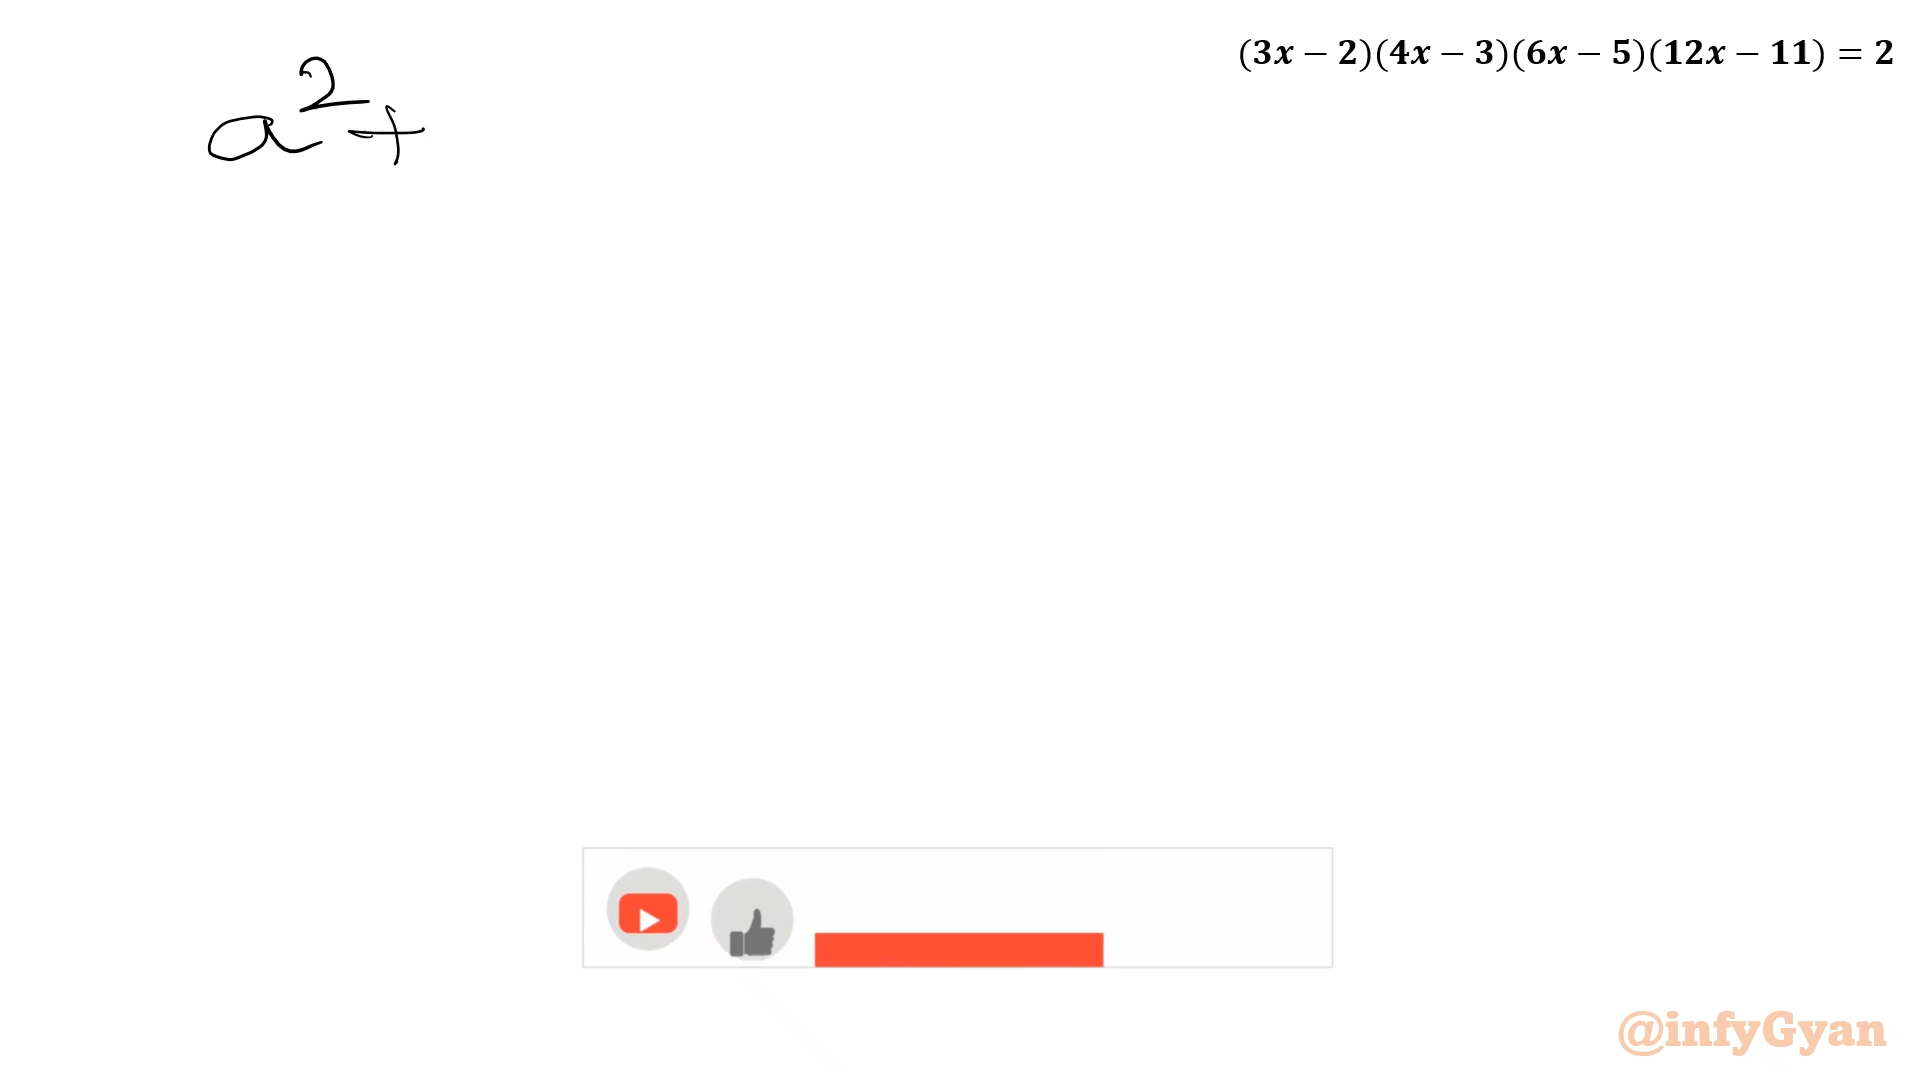 (3x − 2)(4x − 3)(6x − 5)(12x − 11) = 2
a²+
@infyGyan